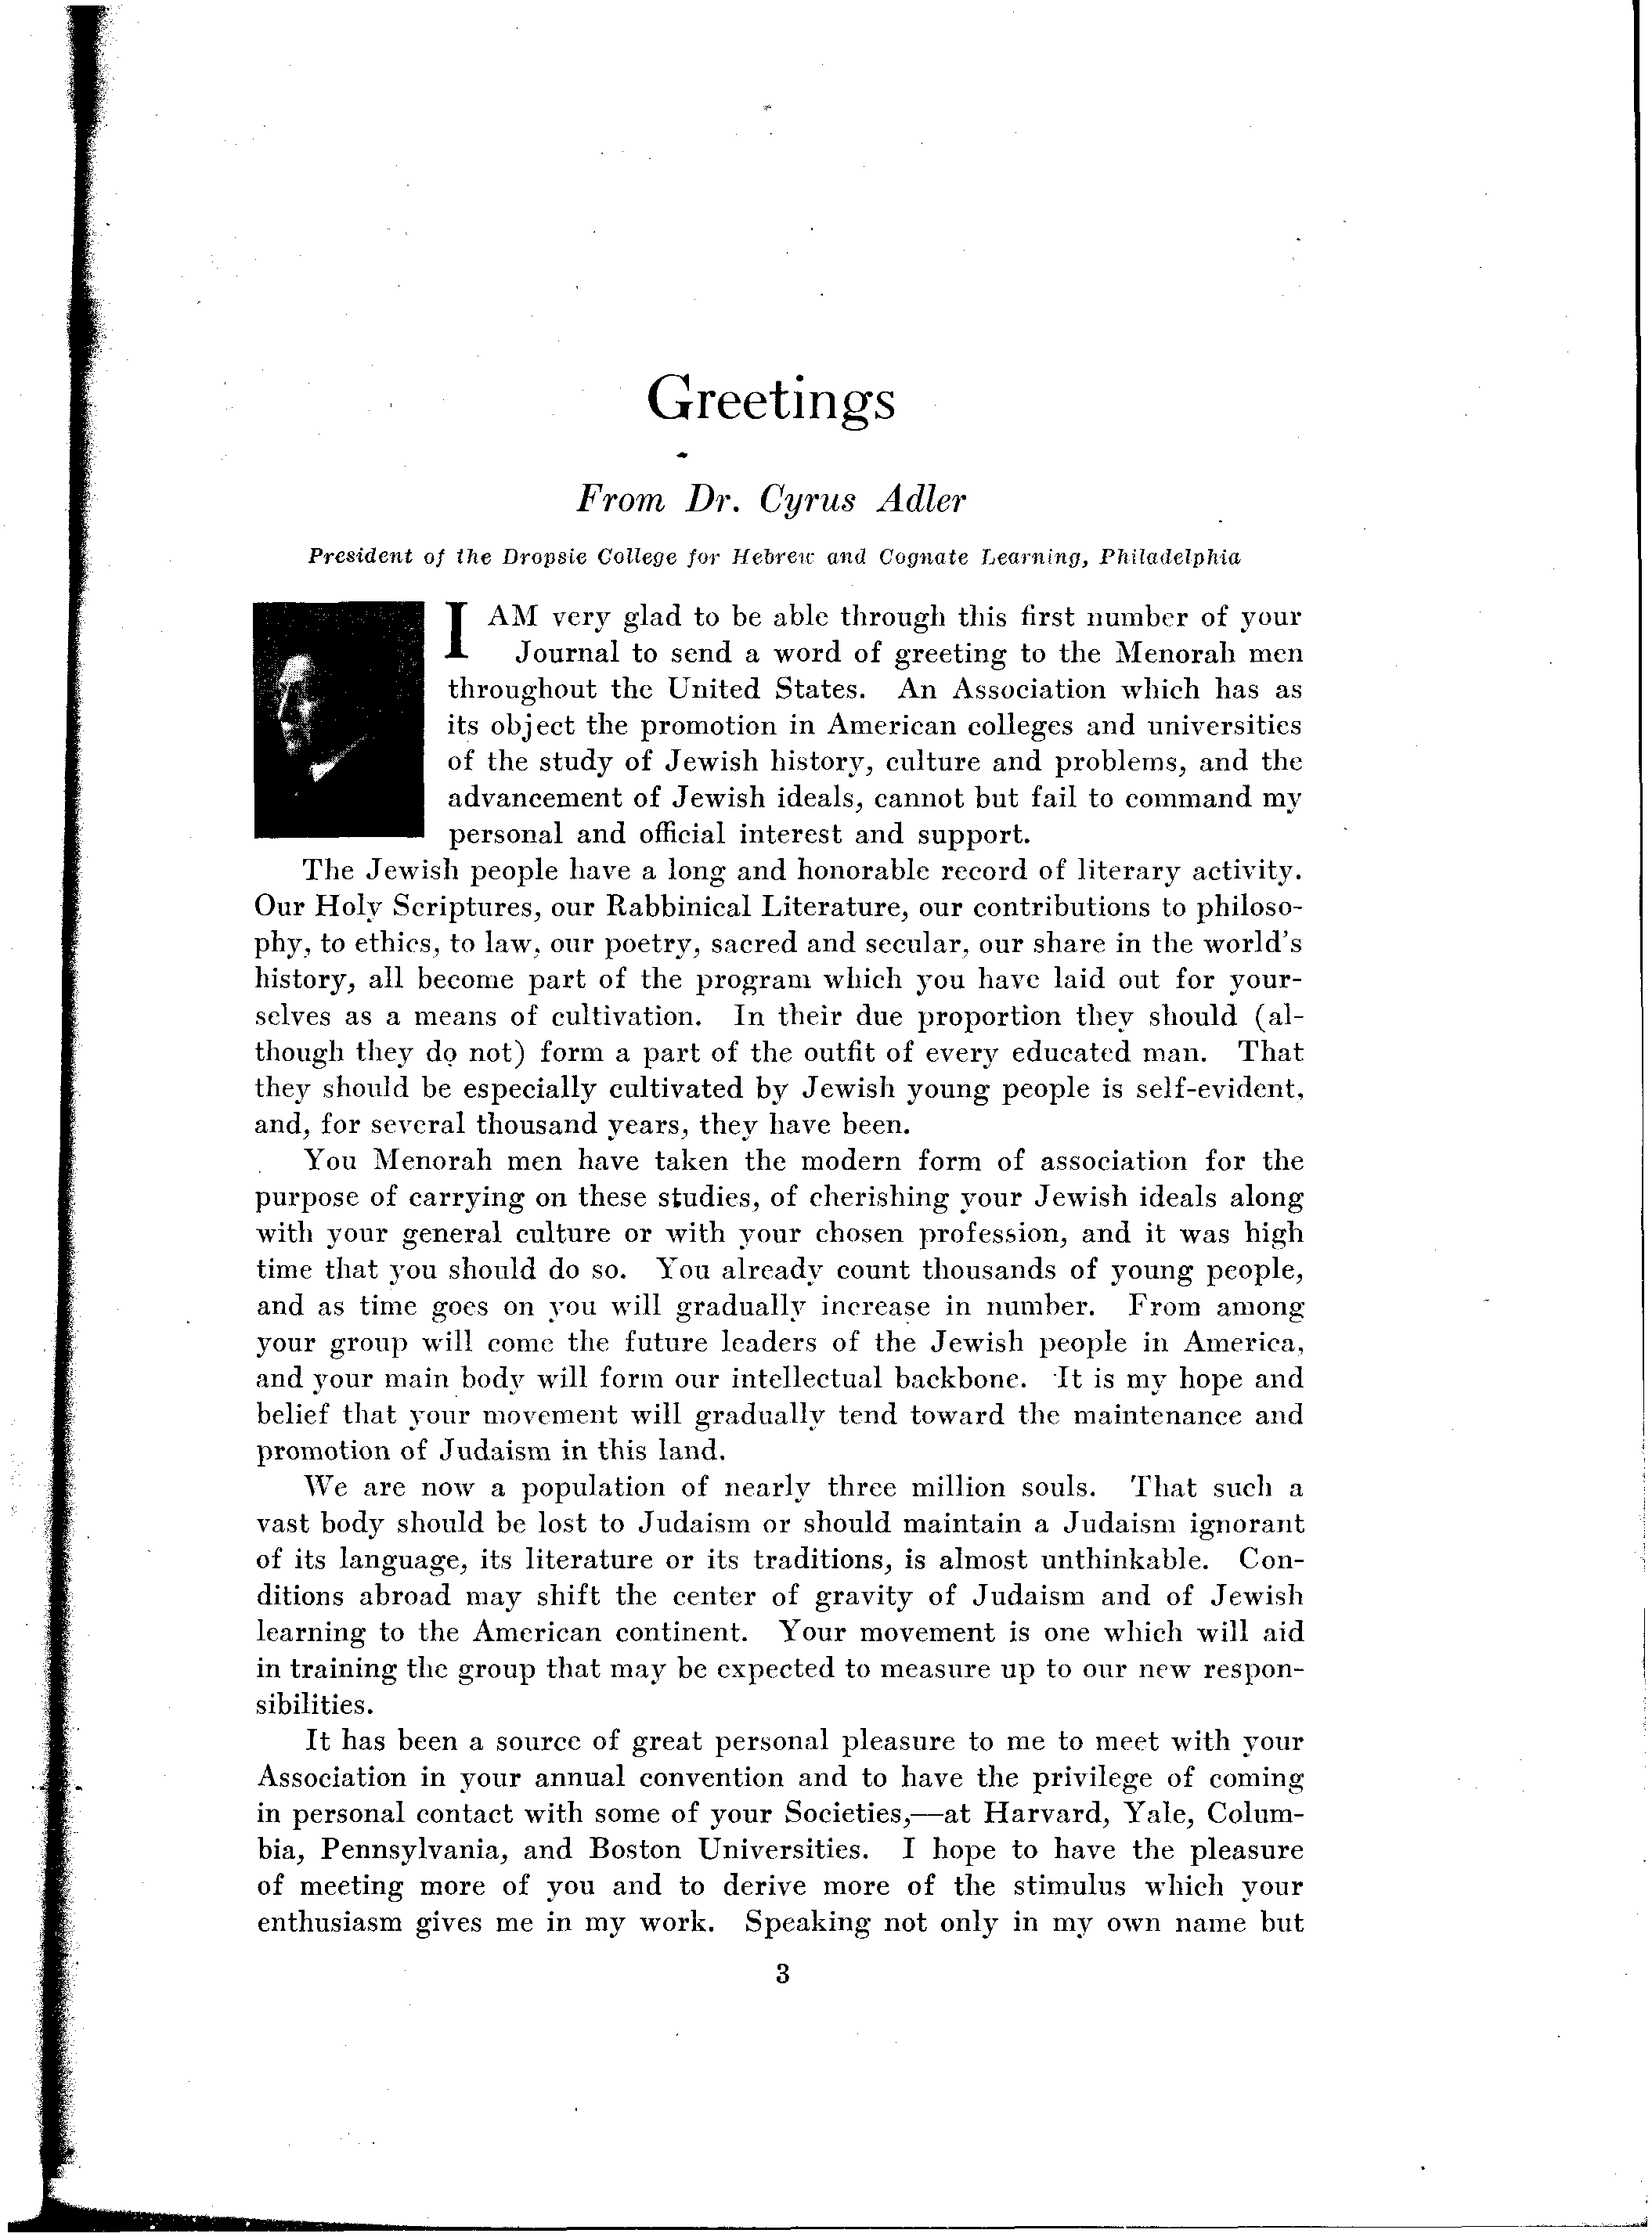 Greetings
From Dr. Cyrus Adler
President of the Dropsie College for Hebrew and Cognate Learning, Philadelphia
I AM very glad to be able through this first number of your
Journal to send a word of greeting to the Menorah men
throughout the United States. An Association which has as
its object the promotion in American colleges and universities
of the study of Jewish history, culture and problems, and the
advancement of Jewish ideals, cannot but fail to command my
personal and official interest and support.
The Jewish people have a long and honorable record of literary activity.
Our Holy Scriptures, our Rabbinical Literature, our contributions to philoso-
phy, to ethics, to law, our poetry, sacred and secular, our share in the world's
history, all become part of the program which you have laid out for your-
selves as a means of cultivation. In their due proportion they should (al-
though they do not) form a part of the outfit of every educated man. That
they should be especially cultivated by Jewish young people is self-evident,
and, for several thousand years, they have been.
You Menorah men have taken the modern form of association for the
purpose of carrying on these studies, of cherishing your Jewish ideals along
with your general culture or with your chosen profession, and it was high
time that you should do so. You already count thousands of young people,
and as time goes on you will gradually increase in number. From among
your group will come the future leaders of the Jewish people in America,
and your main body will form our intellectual backbone. It is my hope and
belief that your movement will gradually tend toward the maintenance and
promotion of Judaism in this land.
We are now a population of nearly three million souls. That such a
vast body should be lost to Judaism or should maintain a Judaism ignorant
of its language, its literature or its traditions, is almost unthinkable. Con-
ditions abroad may shift the center of gravity of Judaism and of Jewish
learning to the American continent. Your movement is one which will aid
in training the group that may be expected to measure up to our new respon-
sibilities.
It has been a source of great personal pleasure to me to meet with your
Association in your annual convention and to have the privilege of coming
in personal contact with some of your Societies,—at Harvard, Yale, Colum-
bia, Pennsylvania, and Boston Universities. I hope to have the pleasure
of meeting more of you and to derive more of the stimulus which your
enthusiasm gives me in my work. Speaking not only in my own name but
3